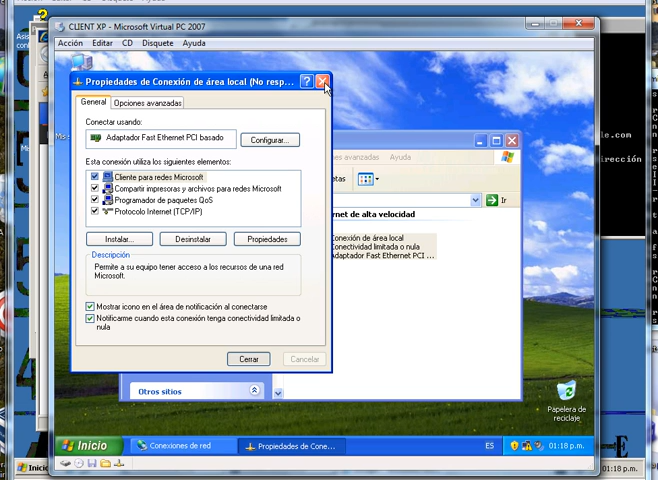 CLIENT XP - Microsoft Virtual PC 2007
Acción Editar CD Disquete Ayuda
Propiedades de Conexión de área local (No resp...
General
Opciones avanzadas
Conectar usando:
Adaptador Fast Ethernet PCI basado
Configurar...
Esta conexión utiliza los siguientes elementos:
Cliente para redes Microsoft
Compartir impresoras y archivos para redes Microsoft
Programador de paquetes QoS
Protocolo Internet (TCP/IP)
Instalar...
Desinstalar
Propiedades
Descripción
Permite a su equipo tener acceso a los recursos de una red
Microsoft.
Mostrar icono en el área de notificación al conectarse
Notificarme cuando esta conexión tenga conectividad limitada o
nula
Cerrar
Cancelar
avanzadas Ayuda
etas
Ir
rnet de alta velocidad
Conexión de área local
Conectividad limitada o nula
Adaptador Fast Ethernet PCI ...
Otros sitios
Papelera de
reciclaje
Inicio
Conexiones de red
Propiedades de Cone...
ES
01:18 p.m.
Inicio
01:18 p.m.
le.com
irección